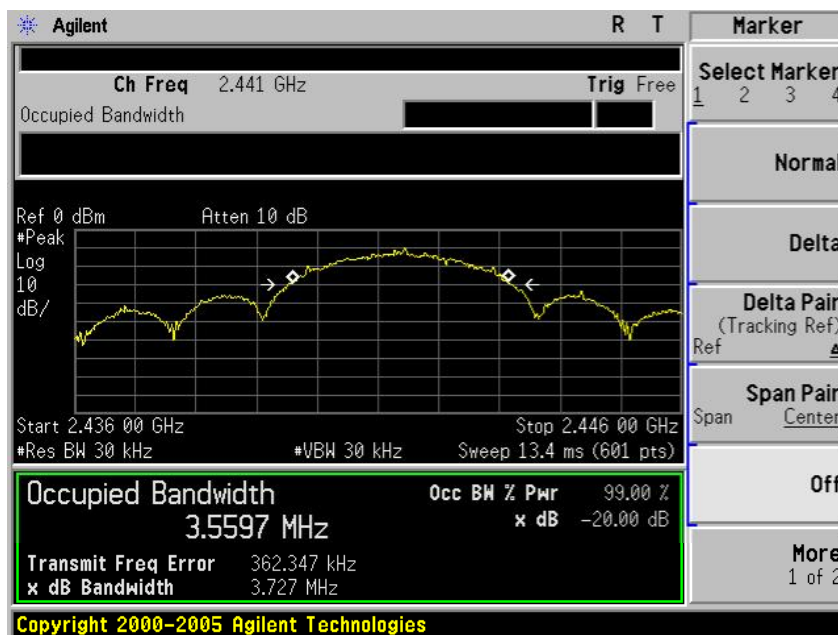 Agilent R T
Marker
Ch Freq 2.441 GHz Trig Free
Occupied Bandwidth
Select Marker
1 2 3 4
Normal
Delta
Delta Pair
(Tracking Ref)
Ref Δ
Span Pair
Span Center
Off
More
1 of 2
Ref 0 dBm Atten 10 dB
#Peak
Log
10
dB/
Start 2.436 00 GHz Stop 2.446 00 GHz
#Res BW 30 kHz #VBW 30 kHz Sweep 13.4 ms (601 pts)
Occupied Bandwidth Occ BW % Pwr 99.00 %
3.5597 MHz x dB -20.00 dB
Transmit Freq Error 362.347 kHz
x dB Bandwidth 3.727 MHz
Copyright 2000-2005 Agilent Technologies